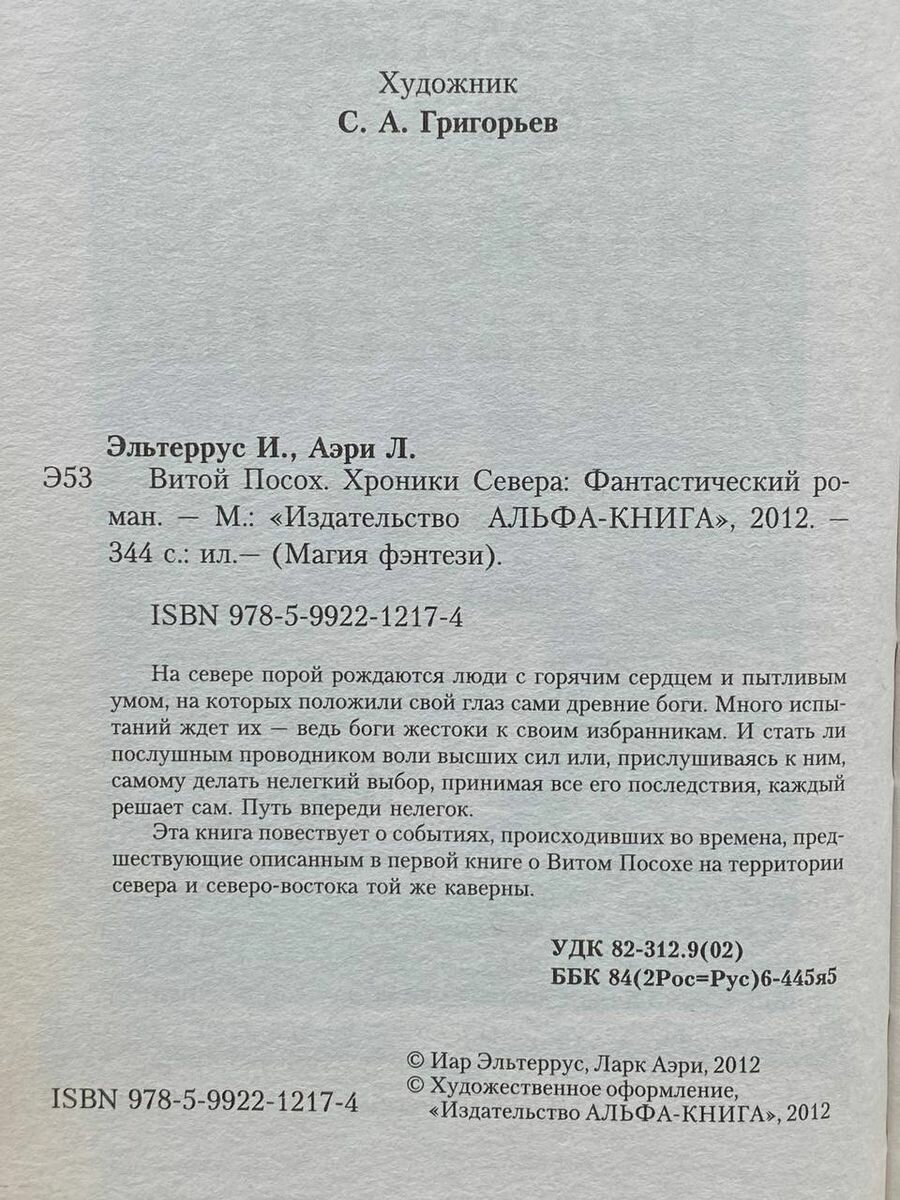 Художник
С. А. Григорьев
Эльтеррус И., Аэри Л.
Э53 Витой Посох. Хроники Севера: Фантастический ро-
ман. — М.: «Издательство АЛЬФА-КНИГА», 2012. —
344 с.: ил.— (Магия фэнтези).
ISBN 978-5-9922-1217-4
На севере порой рождаются люди с горячим сердцем и пытливым
умом, на которых положили свой глаз сами древние боги. Много испы-
таний ждет их — ведь боги жестоки к своим избранникам. И стать ли
послушным проводником воли высших сил или, прислушиваясь к ним,
самому делать нелегкий выбор, принимая все его последствия, каждый
решает сам. Путь впереди нелегок.
Эта книга повествует о событиях, происходивших во времена, пред-
шествующие описанным в первой книге о Витом Посохе на территории
севера и северо-востока той же каверны.
УДК 82-312.9(02)
ББК 84(2Рос=Рус)6-445я5
© Иар Эльтеррус, Ларк Аэри, 2012
© Художественное оформление,
ISBN 978-5-9922-1217-4 «Издательство АЛЬФА-КНИГА», 2012